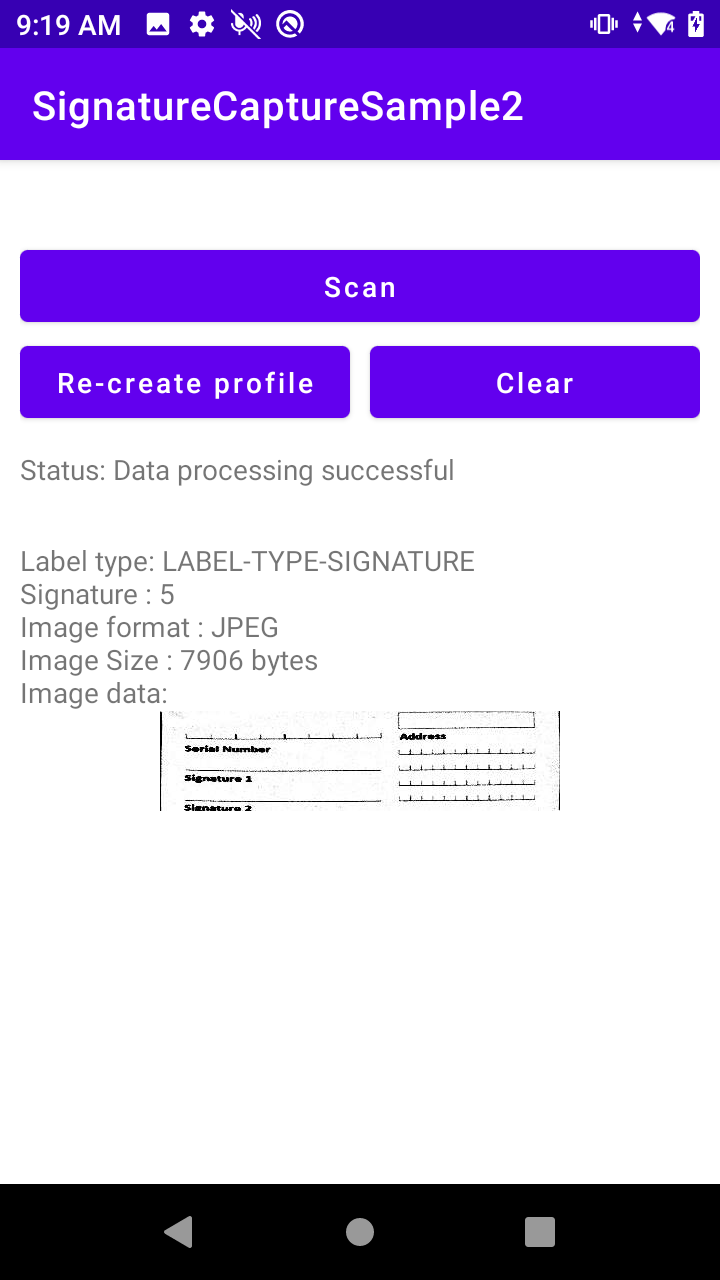 9:19 AM
4
SignatureCaptureSample2
Scan
Re-create profile
Clear
Status: Data processing successful
Label type: LABEL-TYPE-SIGNATURE
Signature : 5
Image format : JPEG
Image Size : 7906 bytes
Image data:
Serial Number
Signature 1
Signature 2
Address